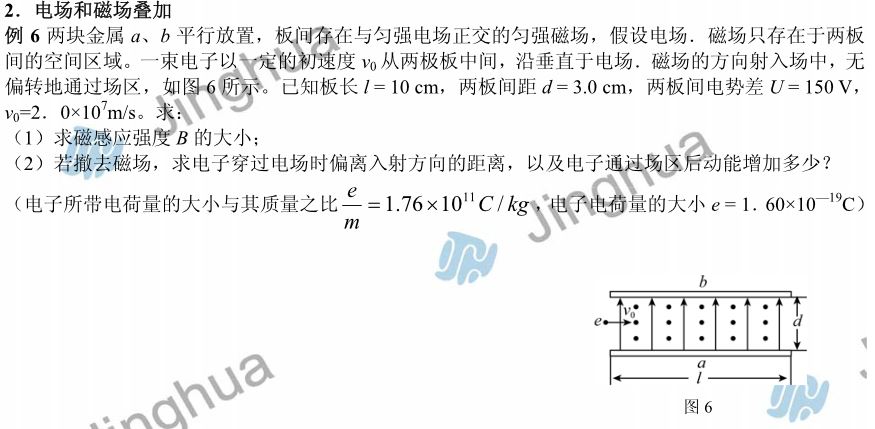 2．电场和磁场叠加
例 6 两块金属 a、b 平行放置，板间存在与匀强电场正交的匀强磁场，假设电场．磁场只存在于两板
间的空间区域。一束电子以一定的初速度 v₀ 从两极板中间，沿垂直于电场．磁场的方向射入场中，无
偏转地通过场区，如图 6 所示。已知板长 l = 10 cm，两板间距 d = 3.0 cm，两板间电势差 U = 150 V，
v₀=2．0×10⁷m/s。求：
（1）求磁感应强度 B 的大小；
（2）若撤去磁场，求电子穿过电场时偏离入射方向的距离，以及电子通过场区后动能增加多少？
（电子所带电荷量的大小与其质量之比 e/m = 1.76×10¹¹ C / kg，电子电荷量的大小 e = 1．60×10⁻¹⁹C）
b
v₀
e
d
a
l
图 6
Jinghua
Jinghua
Jinghua